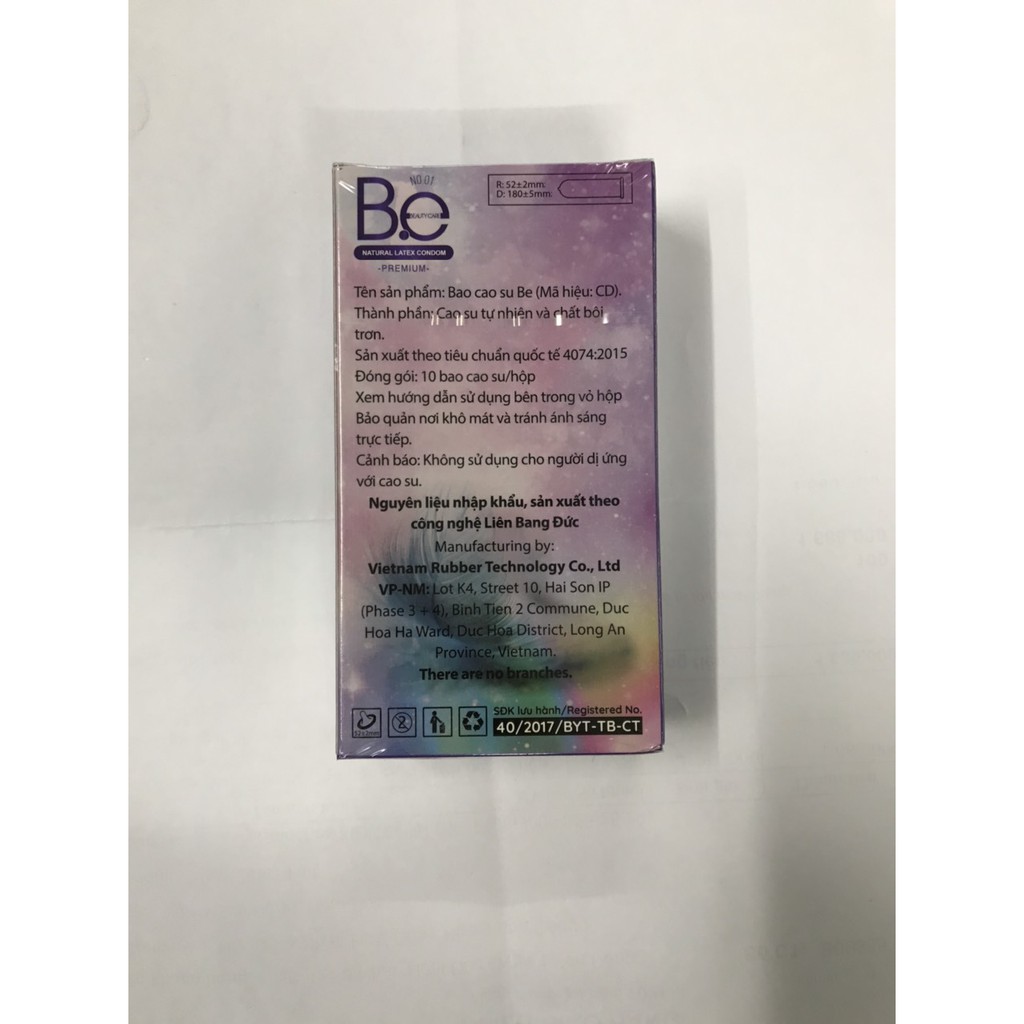 NO 01
B.e
BEAUTY CARE
NATURAL LATEX CONDOM
-PREMIUM-
R: 52±2mm.
D: 180±5mm.
Tên sản phẩm: Bao cao su Be (Mã hiệu: CD).
Thành phần: Cao su tự nhiên và chất bôi
trơn.
Sản xuất theo tiêu chuẩn quốc tế 4074:2015
Đóng gói: 10 bao cao su/hộp
Xem hướng dẫn sử dụng bên trong vỏ hộp
Bảo quản nơi khô mát và tránh ánh sáng
trực tiếp.
Cảnh báo: Không sử dụng cho người dị ứng
với cao su.
Nguyên liệu nhập khẩu, sản xuất theo
công nghệ Liên Bang Đức
Manufacturing by:
Vietnam Rubber Technology Co., Ltd
VP-NM: Lot K4, Street 10, Hai Son IP
(Phase 3 + 4), Binh Tien 2 Commune, Duc
Hoa Ha Ward, Duc Hoa District, Long An
Province, Vietnam.
There are no branches.
52±2mm
2
SĐK lưu hành/Registered No.
40/2017/BYT-TB-CT